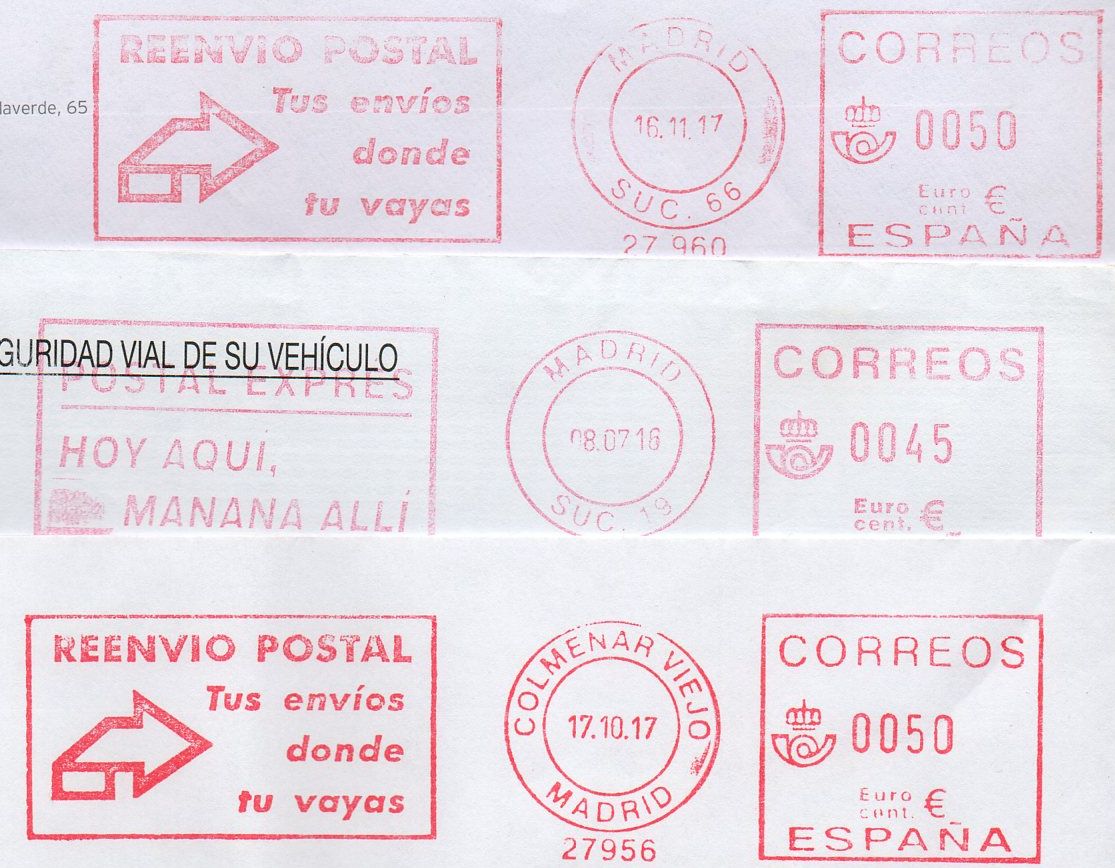 REENVIO POSTAL
Tus envíos
donde
tu vayas
MADRID
16.11.17
SUC. 66
27 960
CORREOS
0050
Euro
cent €
ESPAÑA
laverde, 65
GURIDAD VIAL DE SU VEHÍCULO
POSTAL EXPRES
HOY AQUÍ,
MANANA ALLÍ
MADRID
08.07 16
SUC. 19
CORREOS
0045
Euro
cent. €
REENVIO POSTAL
Tus envíos
donde
tu vayas
COLMENAR VIEJO
17.10.17
MADRID
27956
CORREOS
0050
Euro
cent. €
ESPAÑA